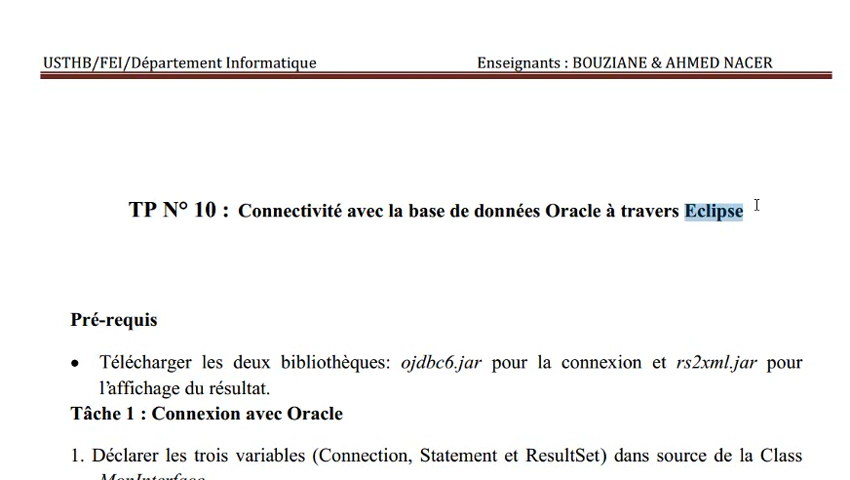 USTHB/FEI/Département Informatique Enseignants : BOUZIANE & AHMED NACER
TP N° 10 : Connectivité avec la base de données Oracle à travers Eclipse
Pré-requis
• Télécharger les deux bibliothèques: ojdbc6.jar pour la connexion et rs2xml.jar pour
l'affichage du résultat.
Tâche 1 : Connexion avec Oracle
1. Déclarer les trois variables (Connection, Statement et ResultSet) dans source de la Class
MonInterface